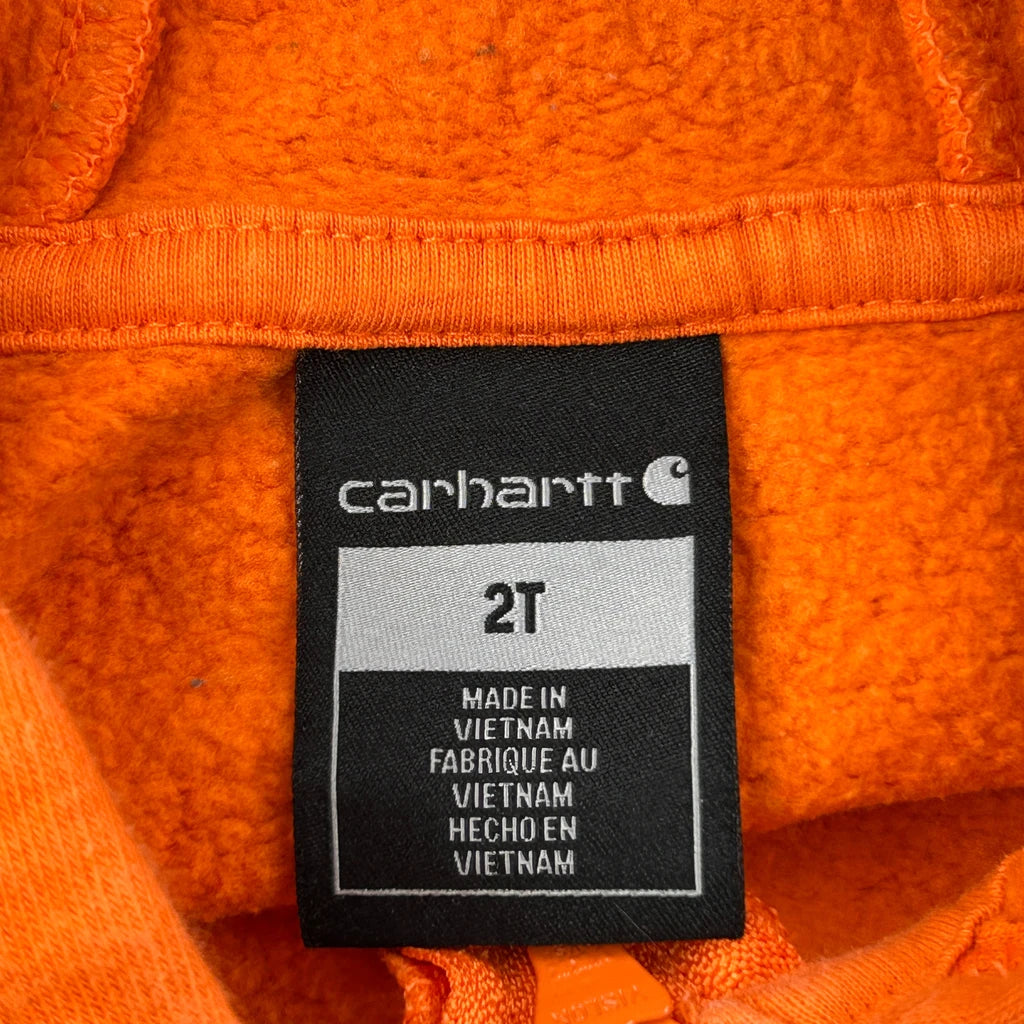 carhartt
2T
MADE IN
VIETNAM
FABRIQUE AU
VIETNAM
HECHO EN
VIETNAM